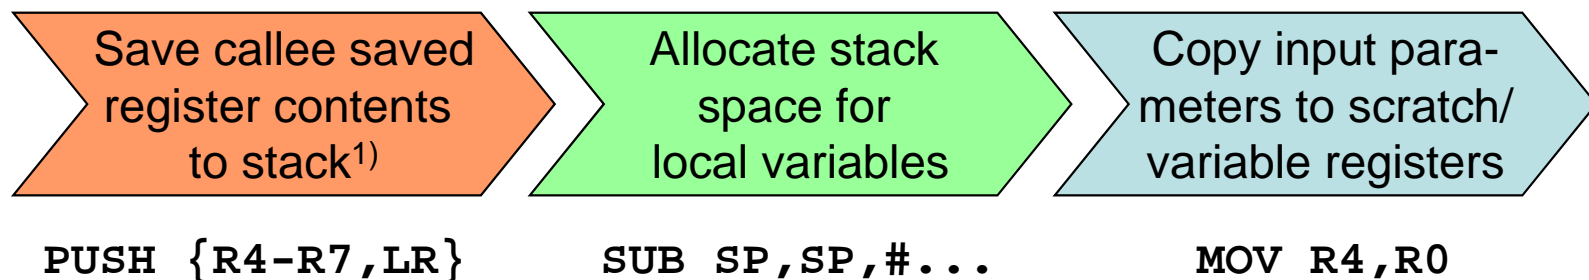 Save callee saved
register contents
to stack1)
Allocate stack
space for
local variables
Copy input para-
meters to scratch/
variable registers
PUSH {R4-R7,LR}
SUB SP,SP,#...
MOV R4,R0